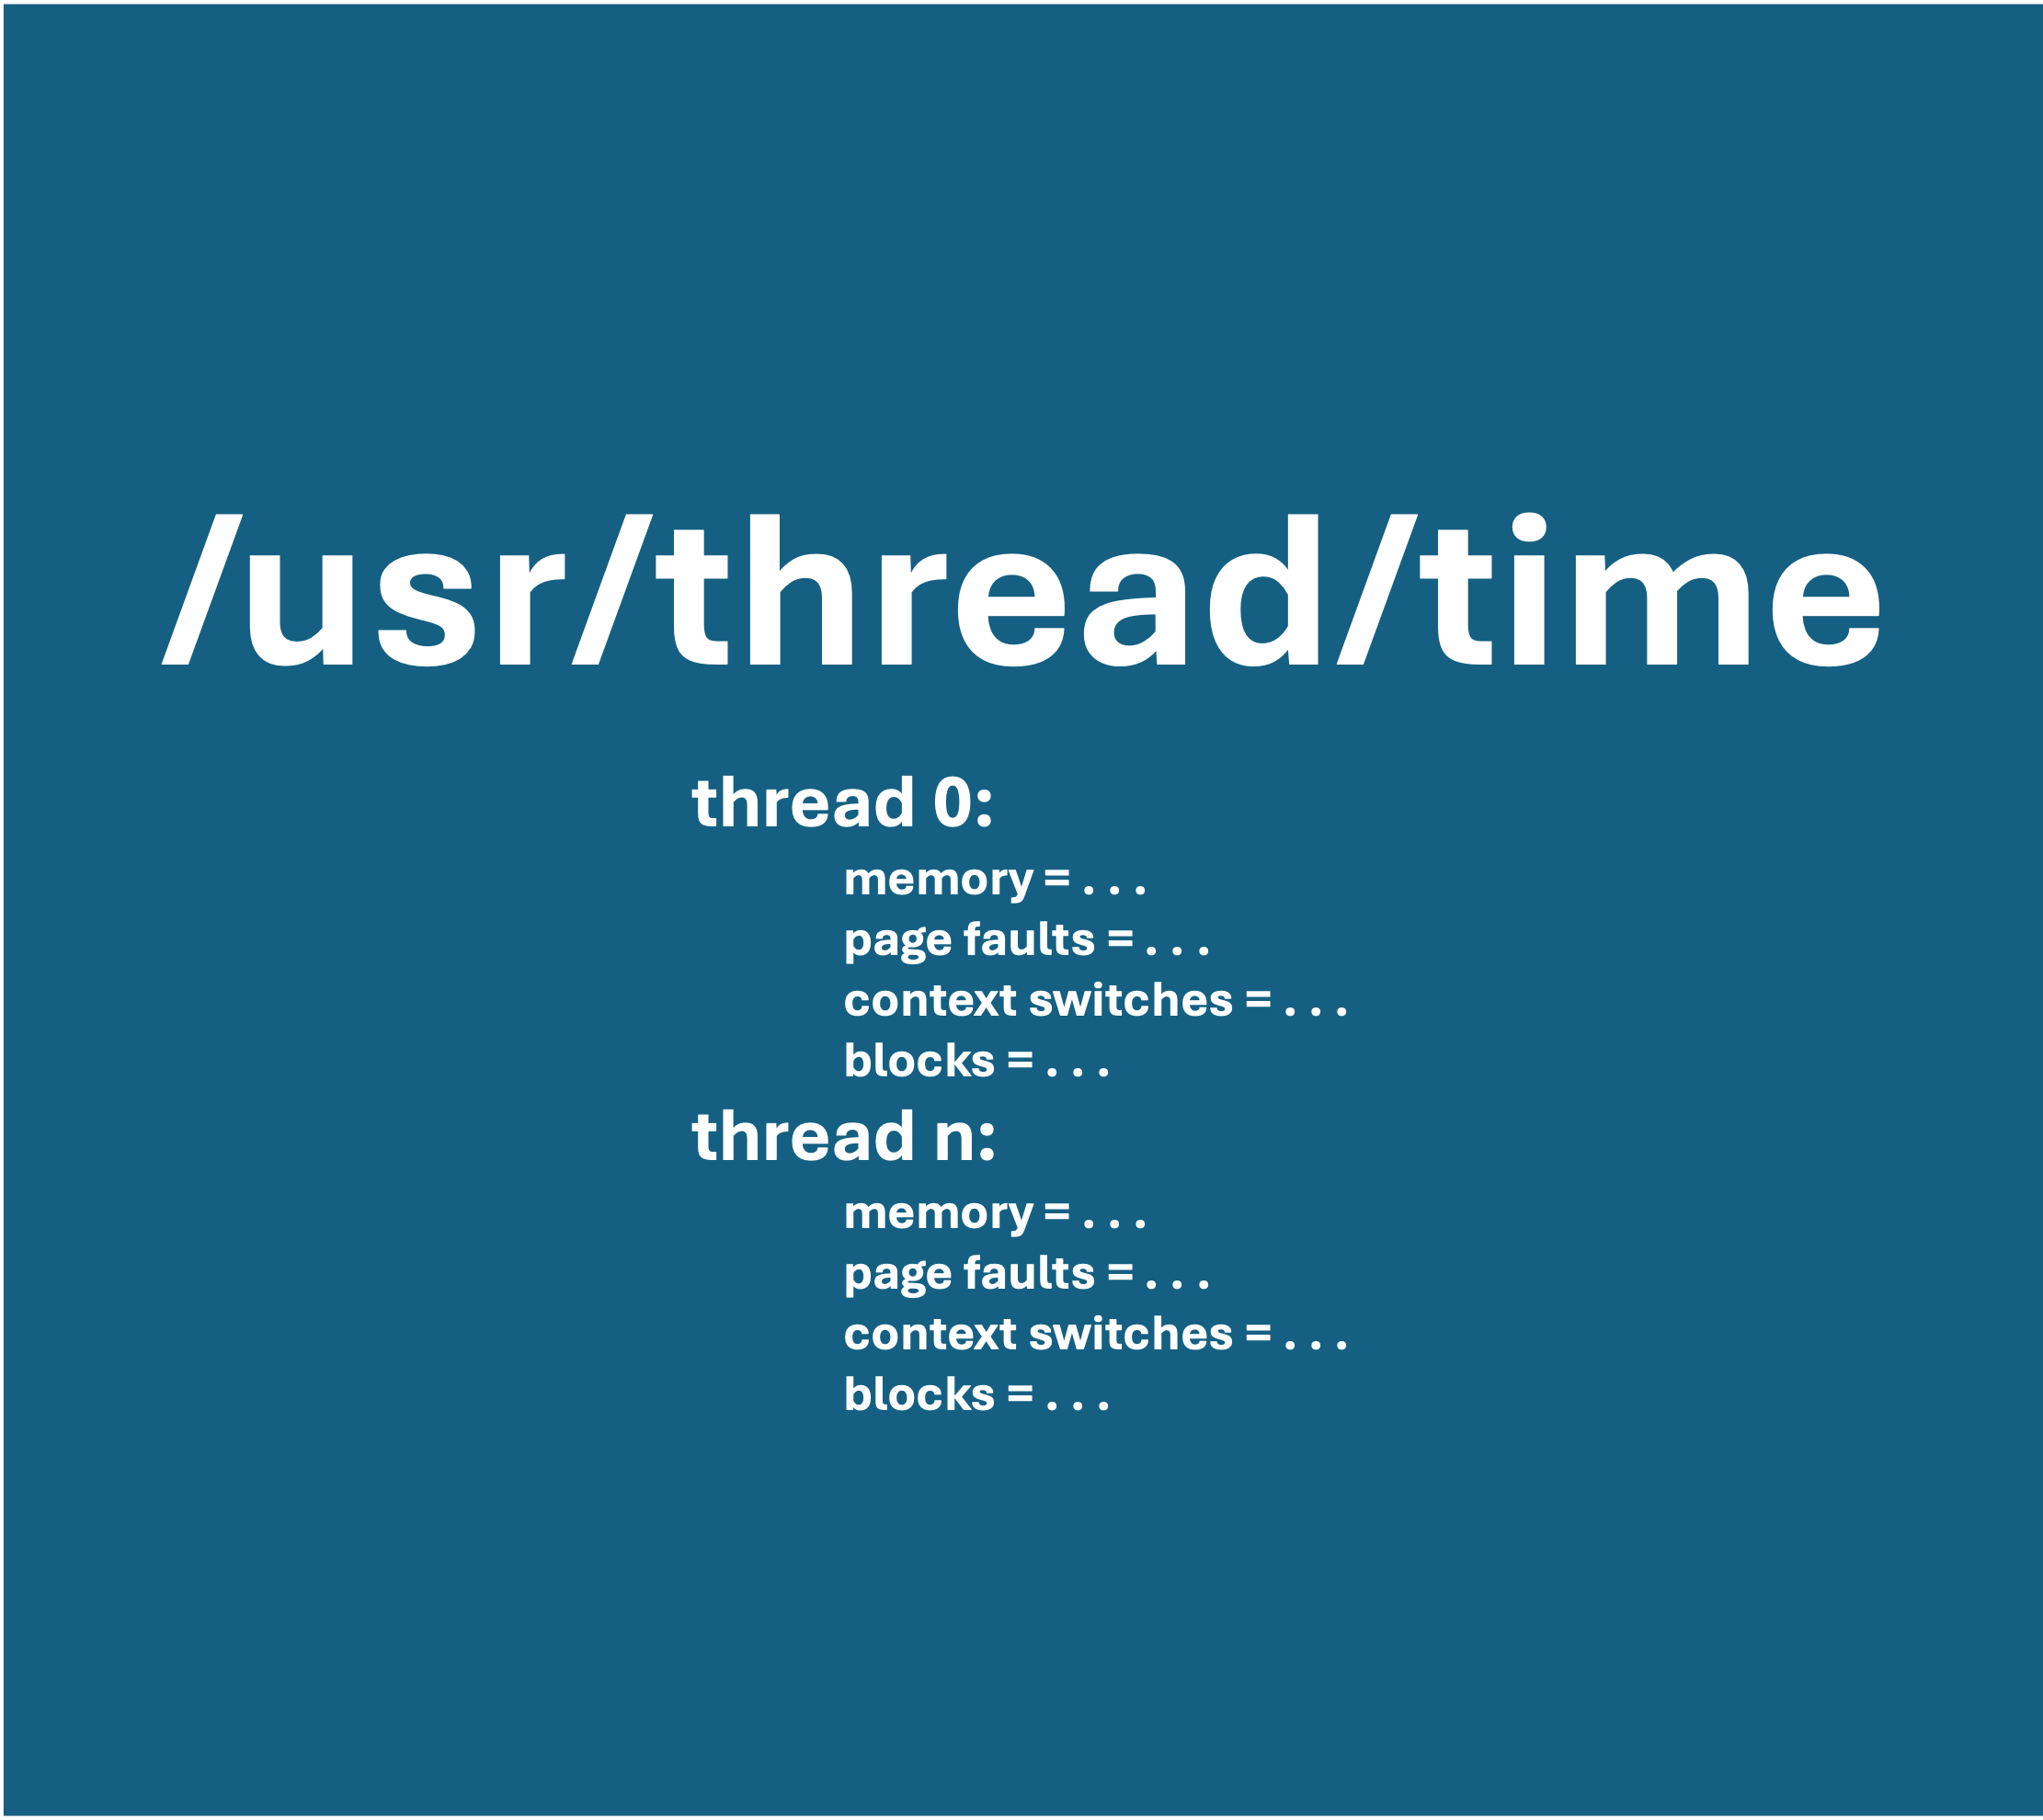 /usr/thread/time
thread 0:
memory = . . .
page faults = . . .
context switches = . . .
blocks = . . .
thread n:
memory = . . .
page faults = . . .
context switches = . . .
blocks = . . .